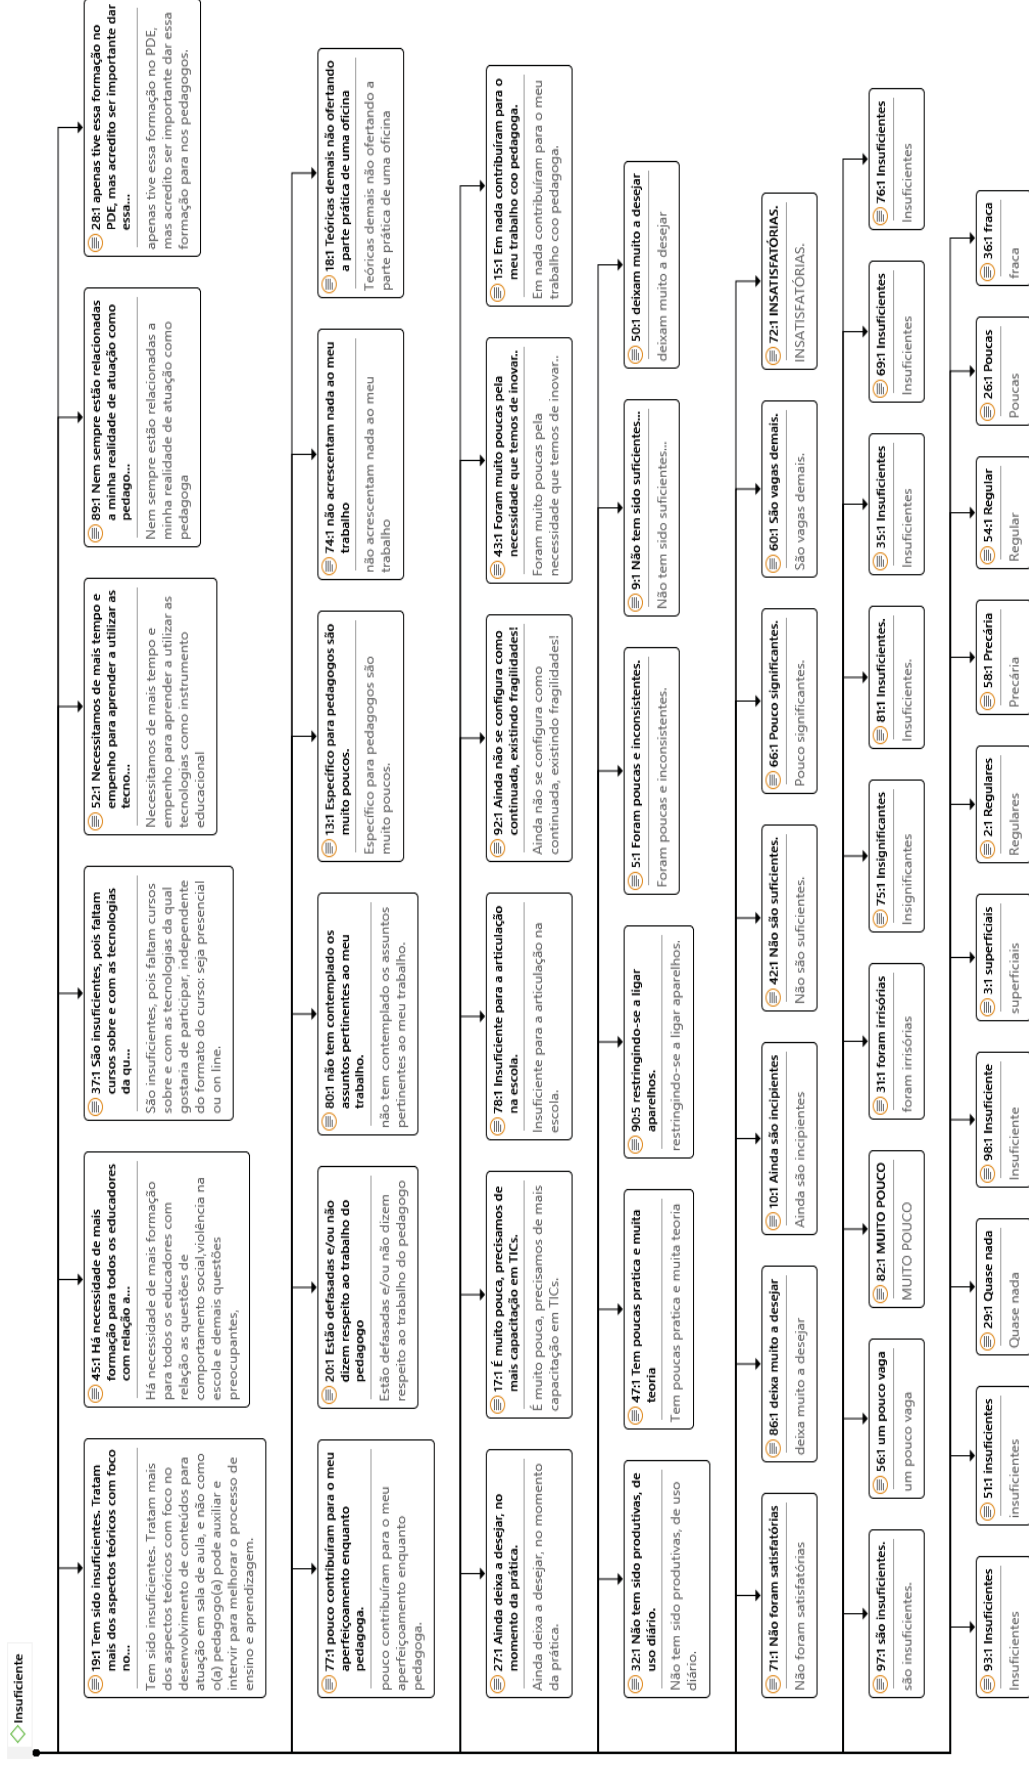 Insuficiente
19:1 Tem sido insuficientes. Tratam
mais dos aspectos teóricos com foco
no...
Tem sido insuficientes. Tratam mais
dos aspectos teóricos com foco no
desenvolvimento de conteúdos para
atuação em sala de aula, e não como
o(a) pedagogo(a) pode auxiliar e
intervir para melhorar o processo de
ensino e aprendizagem.
45:1 Há necessidade de mais
formação para todos os educadores
com relação a...
Há necessidade de mais formação
para todos os educadores com
relação as questões de
comportamento social,violência na
escola e demais questões
preocupantes,
37:1 São insuficientes, pois faltam
cursos sobre e com as tecnologias
da qu...
São insuficientes, pois faltam cursos
sobre e com as tecnologias da qual
gostaria de participar, independente
do formato do curso: seja presencial
ou on line.
52:1 Necessitamos de mais tempo e
empenho para aprender a utilizar as
tecno...
Necessitamos de mais tempo e
empenho para aprender a utilizar as
tecnologias como instrumento
educacional
89:1 Nem sempre estão relacionadas
a minha realidade de atuação como
pedago...
Nem sempre estão relacionadas a
minha realidade de atuação como
pedagoga
28:1 apenas tive essa formação no
PDE, mas acredito ser importante dar
essa...
apenas tive essa formação no PDE,
mas acredito ser importante dar essa
formação para nos pedagogos.
77:1 pouco contribuíram para o meu
aperfeiçoamento enquanto
pedagoga.
pouco contribuíram para o meu
aperfeiçoamento enquanto
pedagoga.
20:1 Estão defasadas e/ou não
dizem respeito ao trabalho do
pedagogo
Estão defasadas e/ou não dizem
respeito ao trabalho do pedagogo
80:1 não tem contemplado os
assuntos pertinentes ao meu
trabalho.
não tem contemplado os assuntos
pertinentes ao meu trabalho.
13:1 Específico para pedagogos são
muito poucos.
Específico para pedagogos são
muito poucos.
74:1 não acrescentam nada ao meu
trabalho
não acrescentam nada ao meu
trabalho
18:1 Teóricas demais não ofertando
a parte prática de uma oficina
Teóricas demais não ofertando a
parte prática de uma oficina
27:1 Ainda deixa a desejar, no
momento da prática.
Ainda deixa a desejar, no momento
da prática.
17:1 É muito pouca, precisamos de
mais capacitação em TICs.
É muito pouca, precisamos de mais
capacitação em TICs.
78:1 Insuficiente para a articulação
na escola.
Insuficiente para a articulação na
escola.
92:1 Ainda não se configura como
continuada, existindo fragilidades!
Ainda não se configura como
continuada, existindo fragilidades!
43:1 Foram muito poucas pela
necessidade que temos de inovar..
Foram muito poucas pela
necessidade que temos de inovar..
15:1 Em nada contribuíram para o
meu trabalho coo pedagoga.
Em nada contribuíram para o meu
trabalho coo pedagoga.
32:1 Não tem sido produtivas, de
uso diário.
Não tem sido produtivas, de uso
diário.
47:1 Tem poucas pratica e muita
teoria
Tem poucas pratica e muita teoria
90:5 restringindo-se a ligar
aparelhos.
restringindo-se a ligar aparelhos.
5:1 Foram poucas e inconsistentes.
Foram poucas e inconsistentes.
9:1 Não tem sido suficientes...
Não tem sido suficientes...
50:1 deixam muito a desejar
deixam muito a desejar
71:1 Não foram satisfatórias
Não foram satisfatórias
86:1 deixa muito a desejar
deixa muito a desejar
10:1 Ainda são incipientes
Ainda são incipientes
42:1 Não são suficientes.
Não são suficientes.
66:1 Pouco significantes.
Pouco significantes.
60:1 São vagas demais.
São vagas demais.
72:1 INSATISFATÓRIAS.
INSATISFATÓRIAS.
97:1 são insuficientes.
são insuficientes.
56:1 um pouco vaga
um pouco vaga
82:1 MUITO POUCO
MUITO POUCO
31:1 foram irrisórias
foram irrisórias
75:1 Insignificantes
Insignificantes
81:1 Insuficientes.
Insuficientes.
35:1 Insuficientes
Insuficientes
69:1 Insuficientes
Insuficientes
76:1 Insuficientes
Insuficientes
93:1 Insuficientes
Insuficientes
51:1 insuficientes
insuficientes
29:1 Quase nada
Quase nada
98:1 Insuficiente
Insuficiente
3:1 superficiais
superficiais
2:1 Regulares
Regulares
58:1 Precária
Precária
54:1 Regular
Regular
26:1 Poucas
Poucas
36:1 fraca
fraca